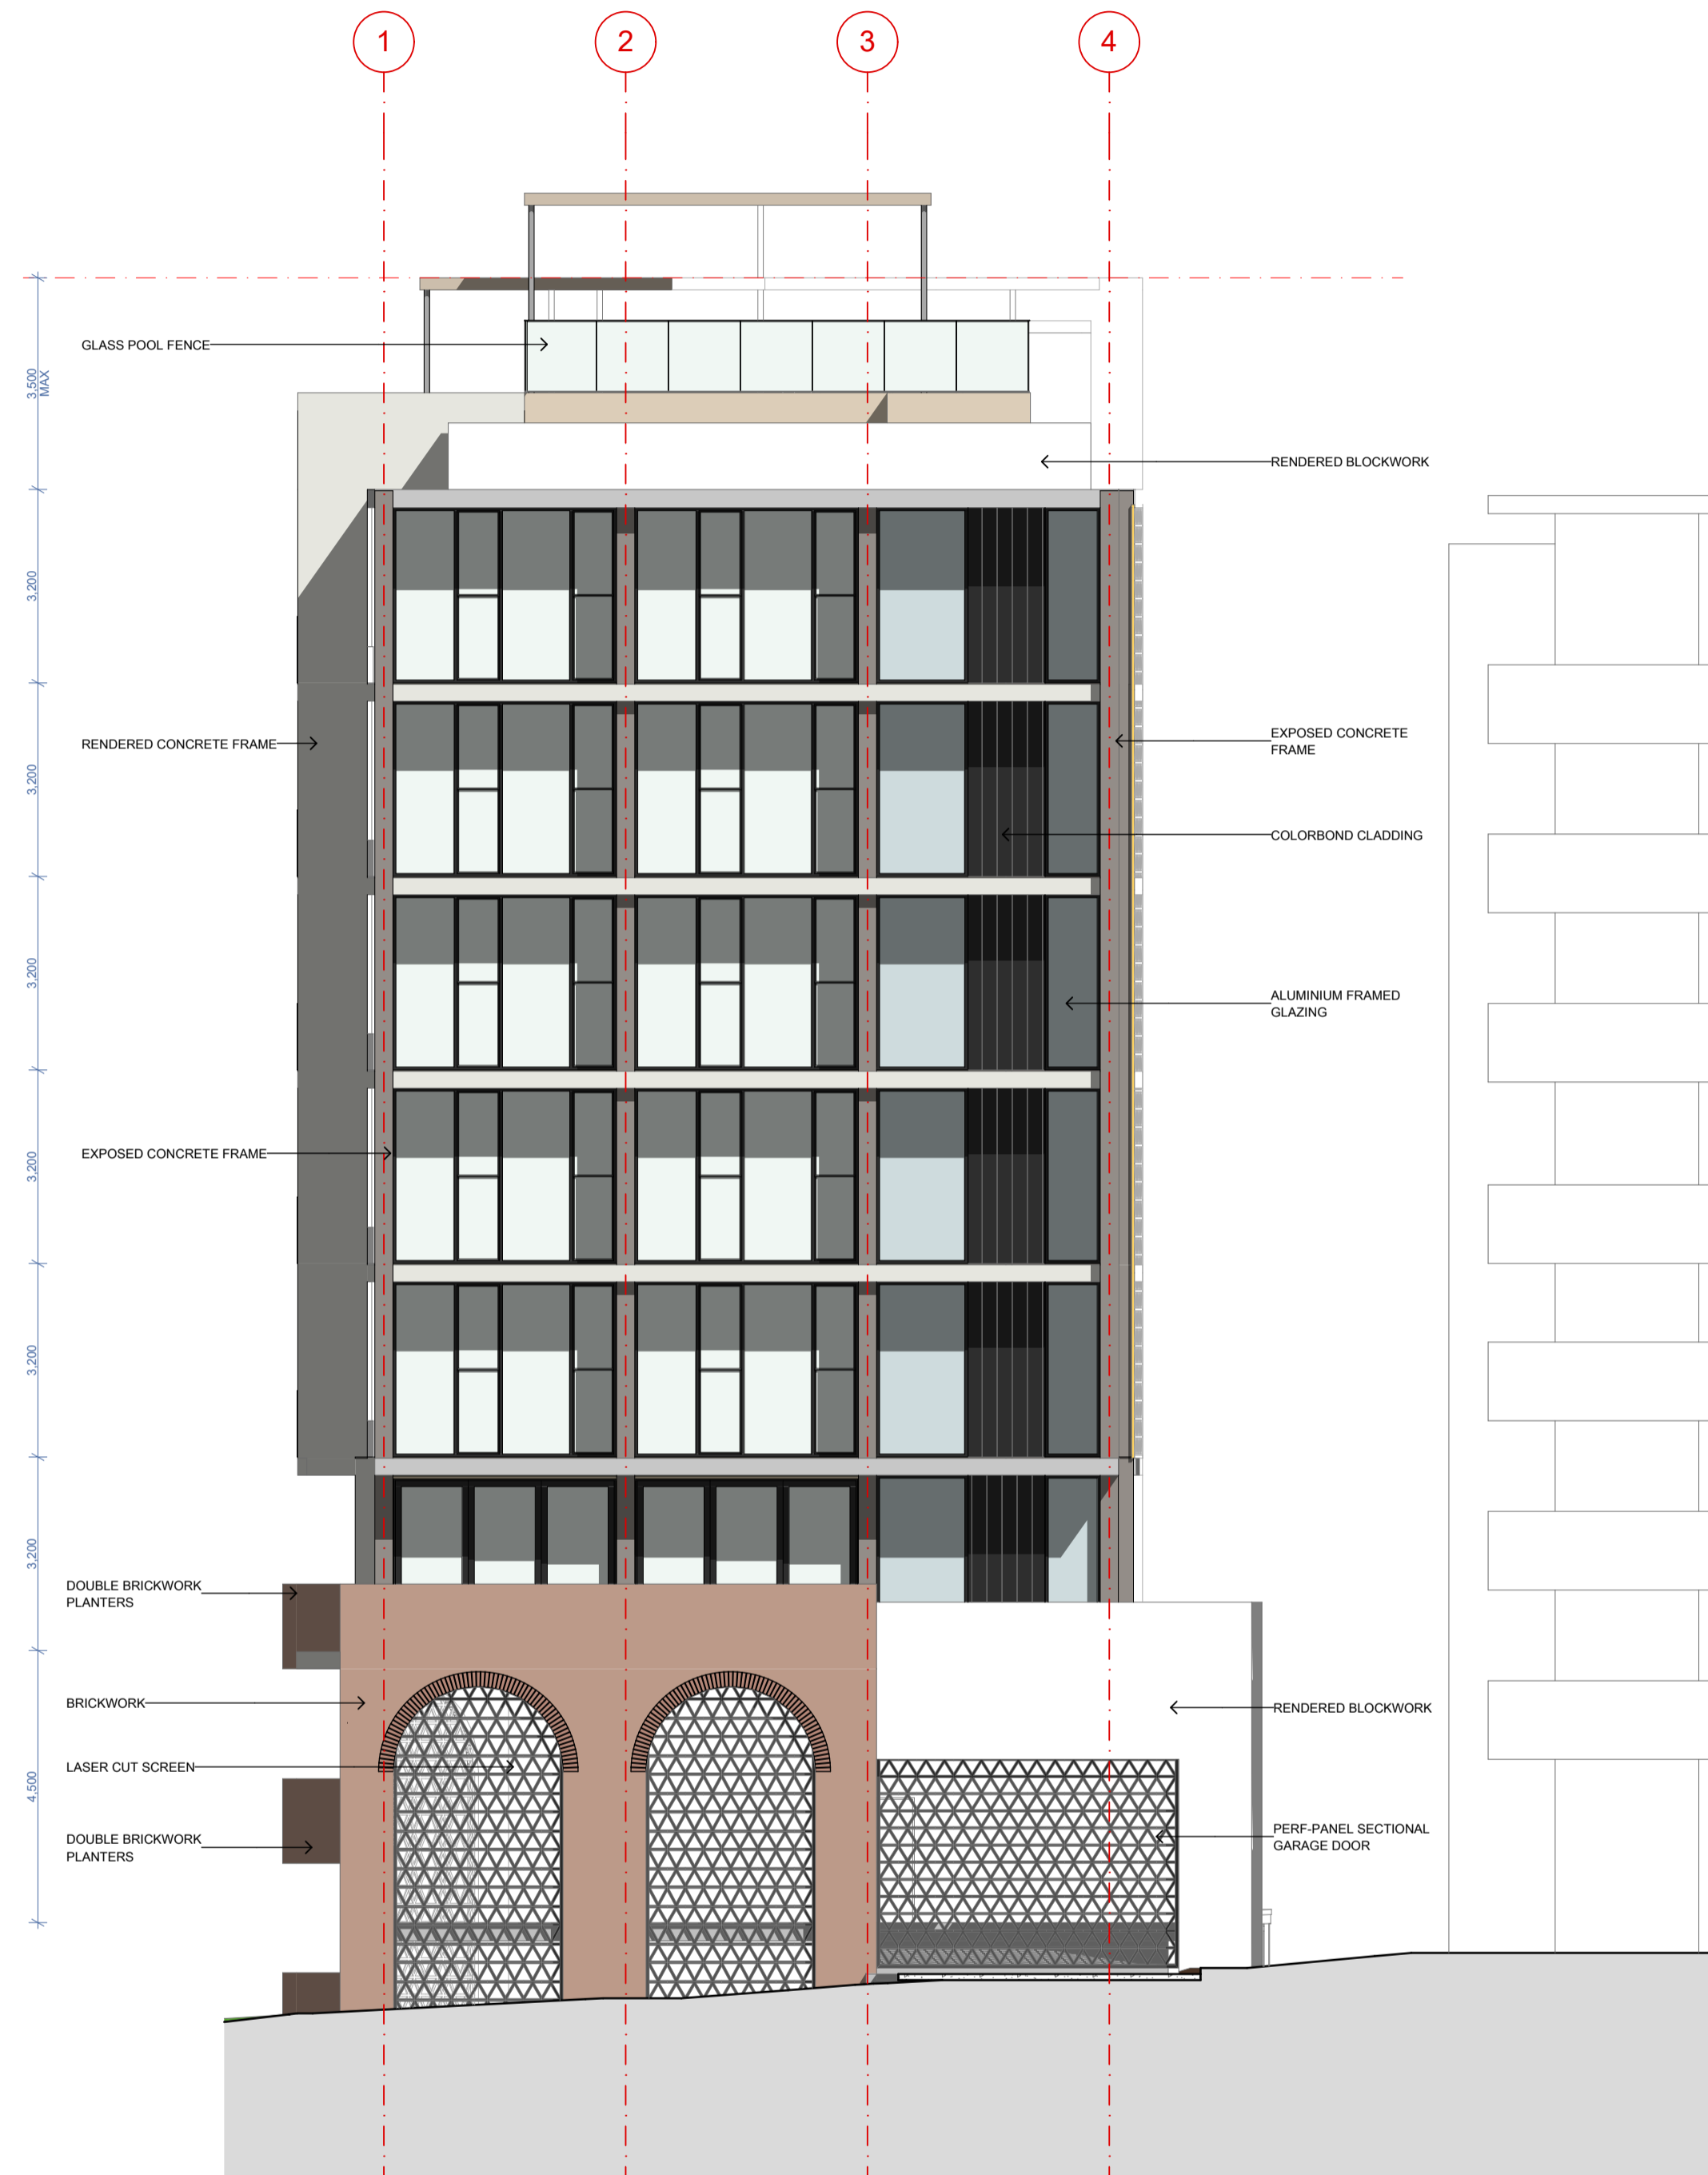 1
2
3
4
GLASS POOL FENCE
3,500
MAX
RENDERED BLOCKWORK
3,200
RENDERED CONCRETE FRAME
EXPOSED CONCRETE
FRAME
3,200
COLORBOND CLADDING
3,200
ALUMINIUM FRAMED
GLAZING
EXPOSED CONCRETE FRAME
3,200
3,200
3,200
DOUBLE BRICKWORK
PLANTERS
BRICKWORK
RENDERED BLOCKWORK
LASER CUT SCREEN
4,500
DOUBLE BRICKWORK
PLANTERS
PERF-PANEL SECTIONAL
GARAGE DOOR